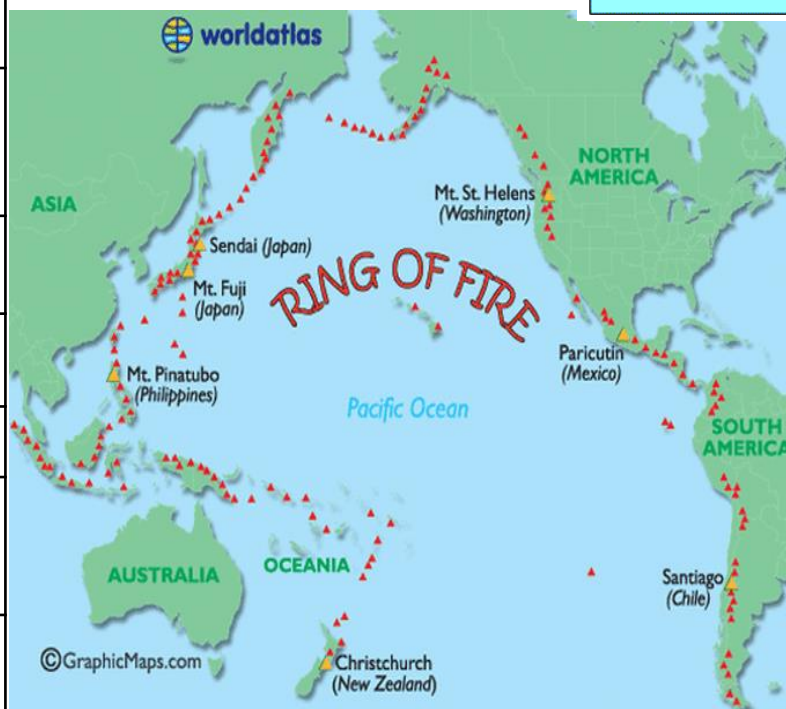 worldatlas
NORTH
AMERICA
ASIA
Mt. St. Helens
(Washington)
Sendai (Japan)
RING OF FIRE
Mt. Fuji
(Japan)
Paricutin
(Mexico)
Mt. Pinatubo
(Philippines)
Pacific Ocean
SOUTH
AMERICA
OCEANIA
AUSTRALIA
Santiago
(Chile)
©GraphicMaps.com
Christchurch
(New Zealand)